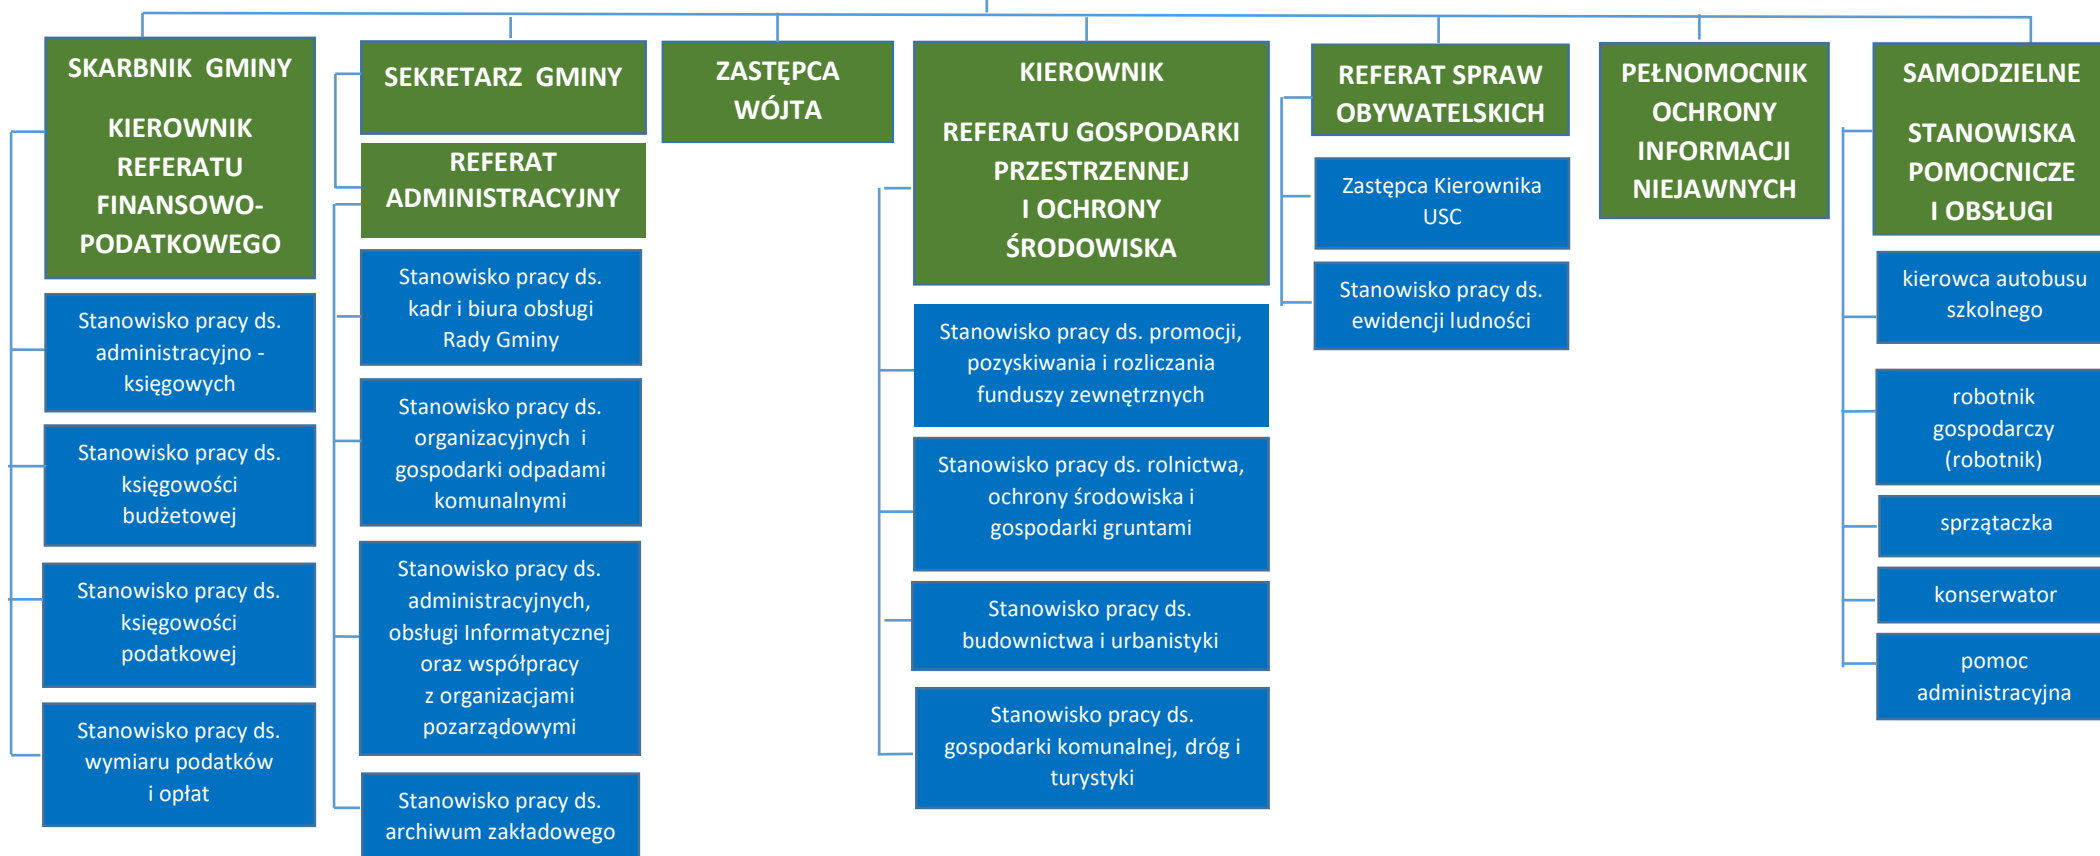 SKARBNIK GMINY
KIEROWNIK
REFERATU
FINANSOWO-
PODATKOWEGO
Stanowisko pracy ds.
administracyjno -
księgowych
Stanowisko pracy ds.
księgowości
budżetowej
Stanowisko pracy ds.
księgowości
podatkowej
Stanowisko pracy ds.
wymiaru podatków
i opłat
SEKRETARZ GMINY
REFERAT
ADMINISTRACYJNY
Stanowisko pracy ds.
kadr i biura obsługi
Rady Gminy
Stanowisko pracy ds.
organizacyjnych i
gospodarki odpadami
komunalnymi
Stanowisko pracy ds.
administracyjnych,
obsługi Informatycznej
oraz współpracy
z organizacjami
pozarządowymi
Stanowisko pracy ds.
archiwum zakładowego
ZASTĘPCA
WÓJTA
KIEROWNIK
REFERATU GOSPODARKI
PRZESTRZENNEJ
I OCHRONY
ŚRODOWISKA
Stanowisko pracy ds. promocji,
pozyskiwania i rozliczania
funduszy zewnętrznych
Stanowisko pracy ds. rolnictwa,
ochrony środowiska i
gospodarki gruntami
Stanowisko pracy ds.
budownictwa i urbanistyki
Stanowisko pracy ds.
gospodarki komunalnej, dróg i
turystyki
REFERAT SPRAW
OBYWATELSKICH
Zastępca Kierownika
USC
Stanowisko pracy ds.
ewidencji ludności
PEŁNOMOCNIK
OCHRONY
INFORMACJI
NIEJAWNYCH
SAMODZIELNE
STANOWISKA
POMOCNICZE
I OBSŁUGI
kierowca autobusu
szkolnego
robotnik
gospodarczy
(robotnik)
sprzątaczka
konserwator
pomoc
administracyjna